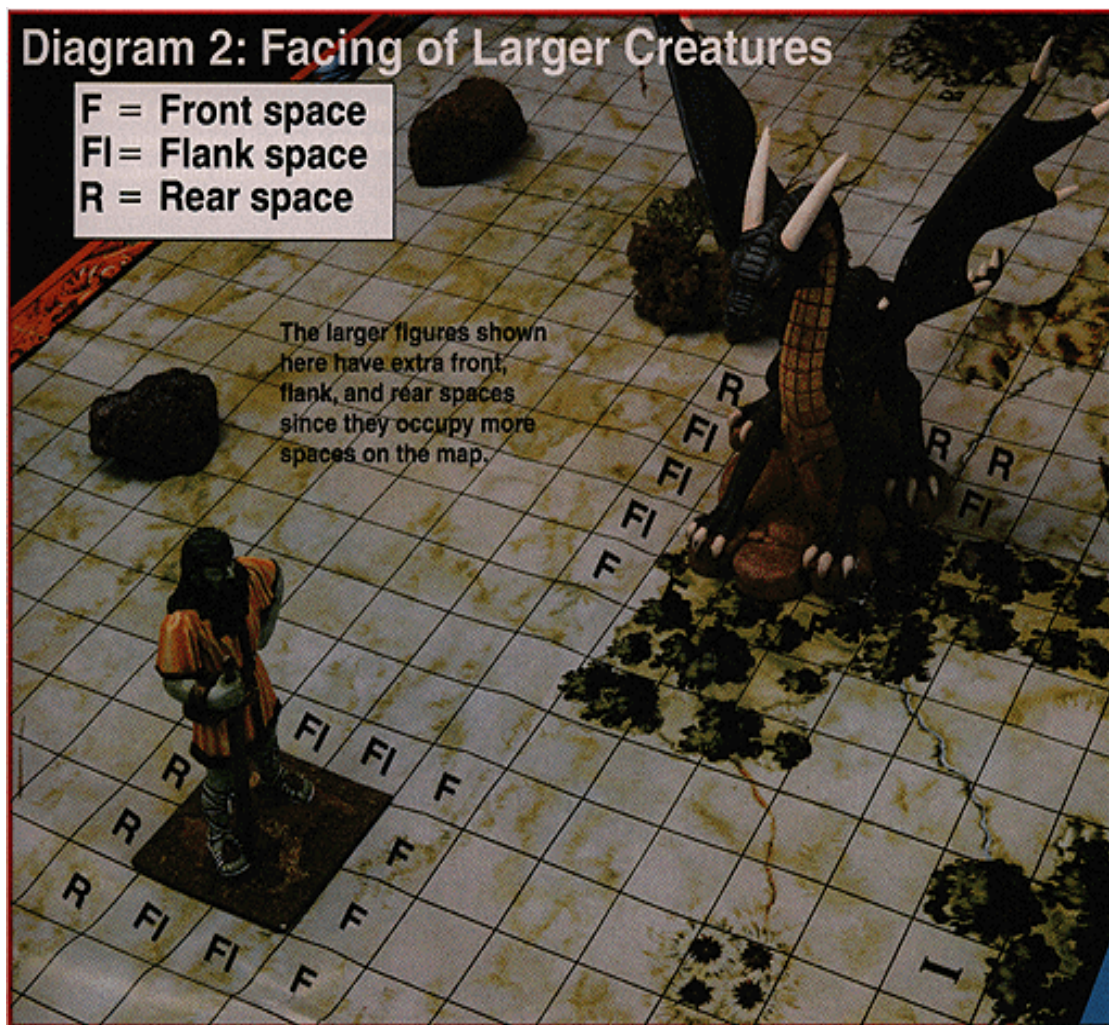 Diagram 2: Facing of Larger Creatures
F = Front space
Fl = Flank space
R = Rear space
The larger figures shown
here have extra front,
flank, and rear spaces
since they occupy more
spaces on the map.
R
Fl
R R
Fl
Fl
Fl
F
Fl Fl F
R
R
F
R
F
Fl Fl F
I